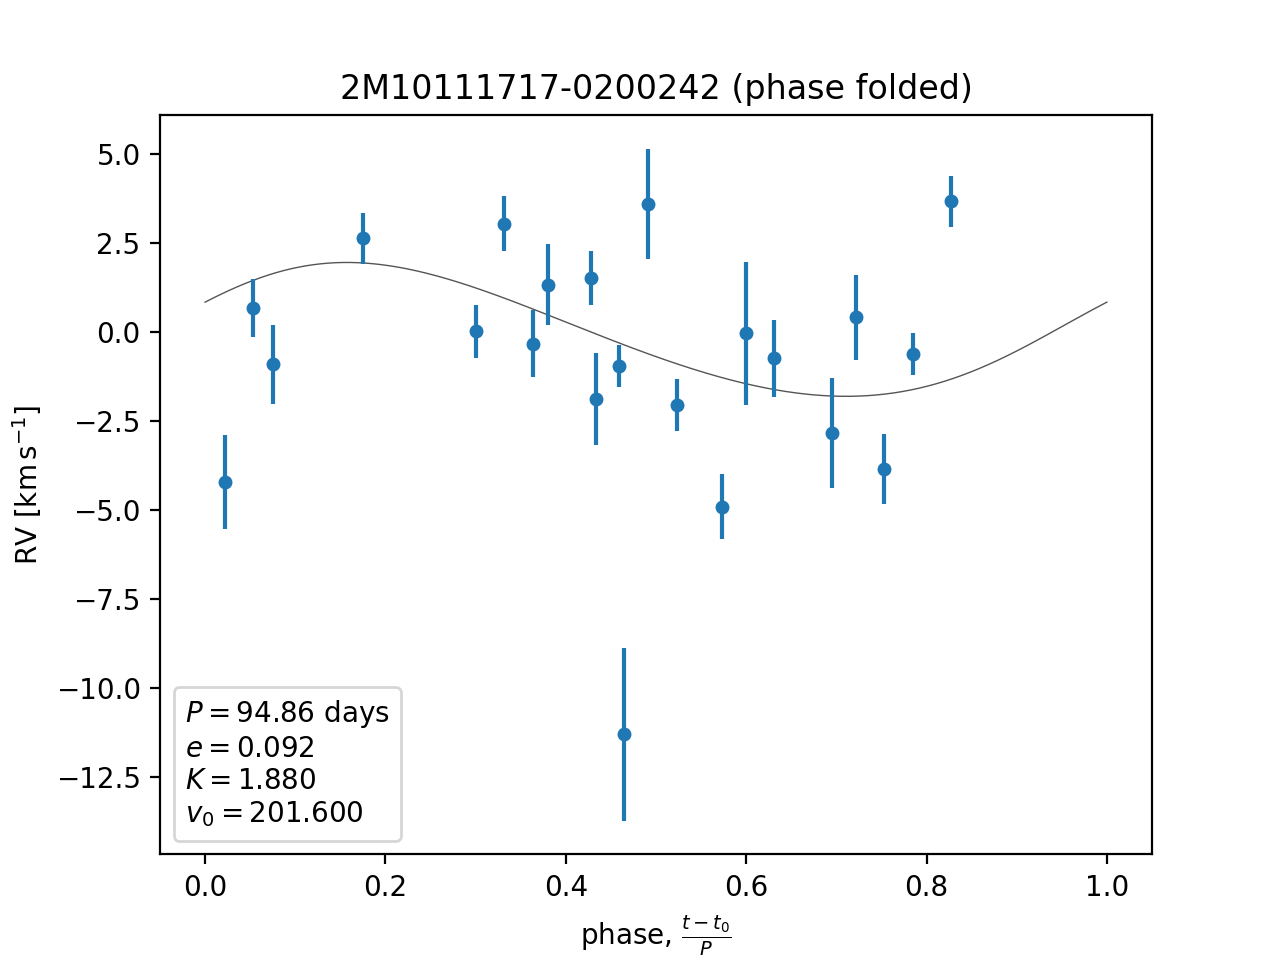 2M10111717-0200242 (phase folded)
RV [km s⁻¹]
5.0
2.5
0.0
−2.5
−5.0
−7.5
−10.0
−12.5
P = 94.86 days
e = 0.092
K = 1.880
v₀ = 201.600
0.0 0.2 0.4 0.6 0.8 1.0
phase, (t − t₀)/P